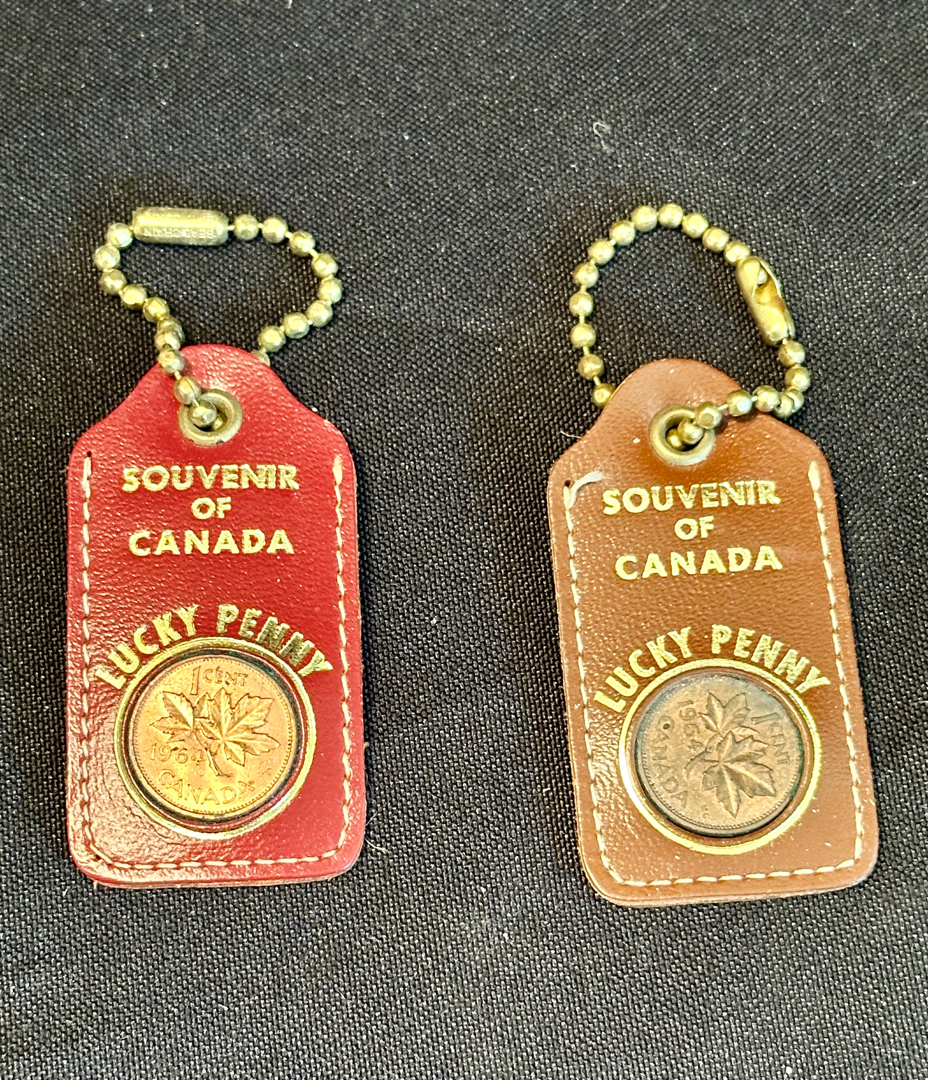 SOUVENIR
OF
CANADA
LUCKY PENNY
1 CENT
1964
CANADA
SOUVENIR
OF
CANADA
LUCKY PENNY
1 CENT
1964
CANADA